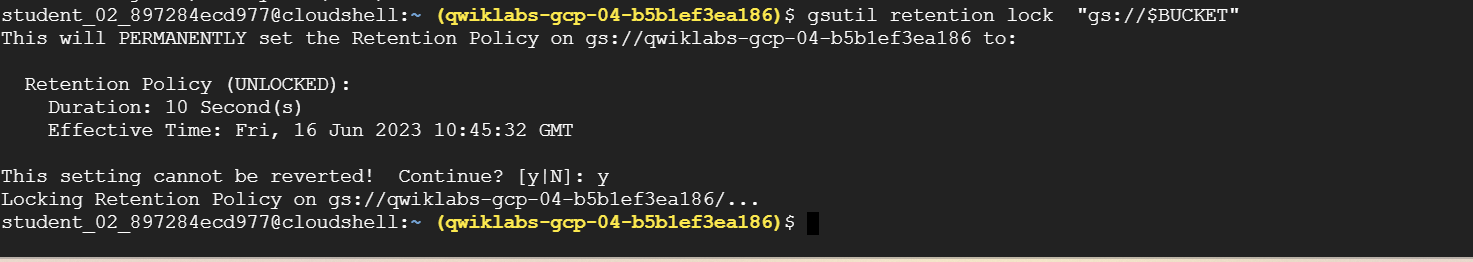 student_02_897284ecd977@cloudshell:~ (qwiklabs-gcp-04-b5b1ef3ea186)$ gsutil retention lock  "gs://$BUCKET"
This will PERMANENTLY set the Retention Policy on gs://qwiklabs-gcp-04-b5b1ef3ea186 to:

  Retention Policy (UNLOCKED):
    Duration: 10 Second(s)
    Effective Time: Fri, 16 Jun 2023 10:45:32 GMT

This setting cannot be reverted!  Continue? [y|N]: y
Locking Retention Policy on gs://qwiklabs-gcp-04-b5b1ef3ea186/...
student_02_897284ecd977@cloudshell:~ (qwiklabs-gcp-04-b5b1ef3ea186)$